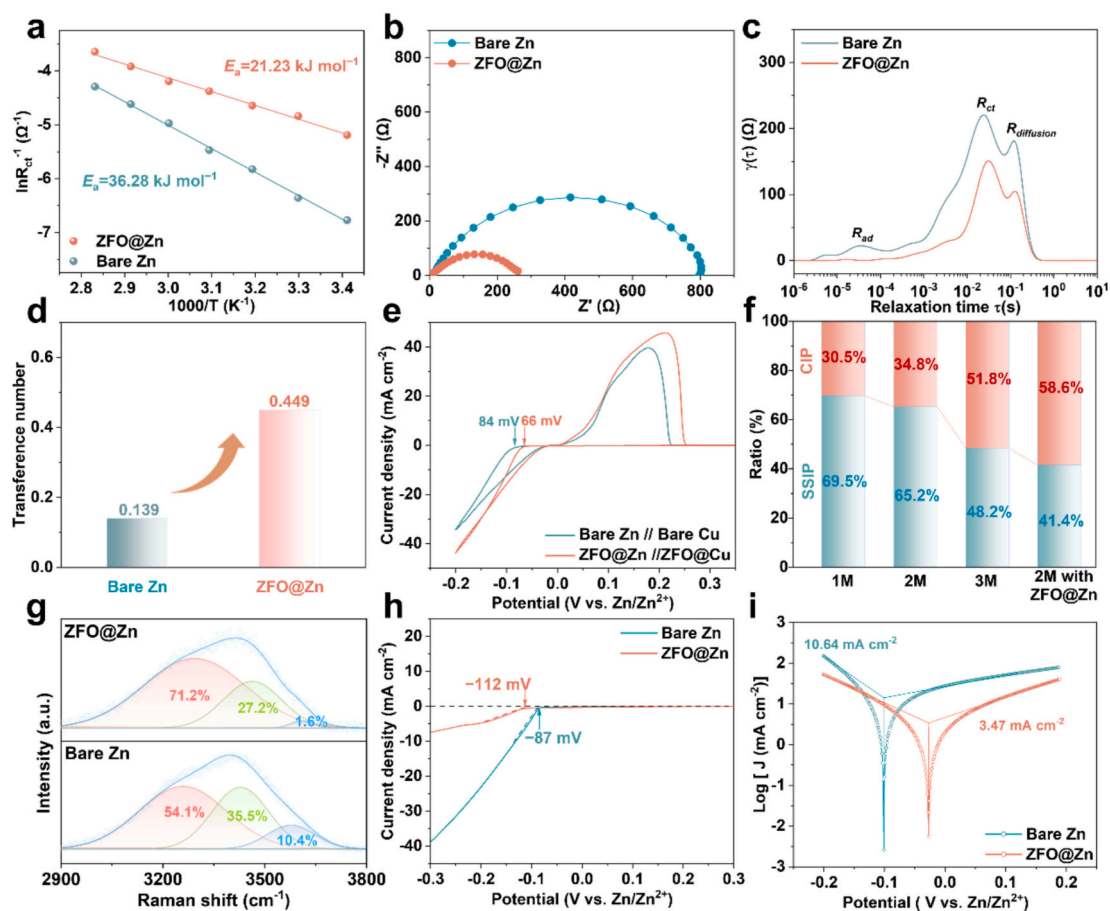 a
lnRct⁻¹ (Ω⁻¹)
-4
-5
-6
-7
Ea=21.23 kJ mol⁻¹
Ea=36.28 kJ mol⁻¹
ZFO@Zn
Bare Zn
2.8 2.9 3.0 3.1 3.2 3.3 3.4
1000/T (K⁻¹)
b
-Z'' (Ω)
800
600
400
200
0
Bare Zn
ZFO@Zn
0 200 400 600 800
Z' (Ω)
c
γ(τ) (Ω)
300
200
100
0
Bare Zn
ZFO@Zn
Rct
Rdiffusion
Rad
10⁻⁶ 10⁻⁵ 10⁻⁴ 10⁻³ 10⁻² 10⁻¹ 10⁰ 10¹
Relaxation time τ(s)
d
Transference number
0.6
0.4
0.2
0.0
0.139
0.449
Bare Zn
ZFO@Zn
e
Current density (mA cm⁻²)
40
20
0
-20
-40
84 mV
66 mV
Bare Zn // Bare Cu
ZFO@Zn //ZFO@Cu
-0.2 -0.1 0.0 0.1 0.2 0.3
Potential (V vs. Zn/Zn²⁺)
f
Ratio (%)
100
80
60
40
20
0
CIP
SSIP
30.5%
34.8%
51.8%
58.6%
69.5%
65.2%
48.2%
41.4%
1M 2M 3M 2M with
ZFO@Zn
g
Intensity (a.u.)
ZFO@Zn
71.2%
27.2%
1.6%
Bare Zn
54.1%
35.5%
10.4%
2900 3200 3500 3800
Raman shift (cm⁻¹)
h
Current density (mA cm⁻²)
20
10
0
-10
-20
-30
-40
Bare Zn
ZFO@Zn
−112 mV
−87 mV
-0.3 -0.2 -0.1 0.0 0.1 0.2 0.3
Potential (V vs. Zn/Zn²⁺)
i
Log [ J (mA cm⁻²)]
3
2
1
0
-1
-2
-3
10.64 mA cm⁻²
3.47 mA cm⁻²
Bare Zn
ZFO@Zn
-0.2 -0.1 0.0 0.1 0.2
Potential ( V vs. Zn/Zn²⁺)